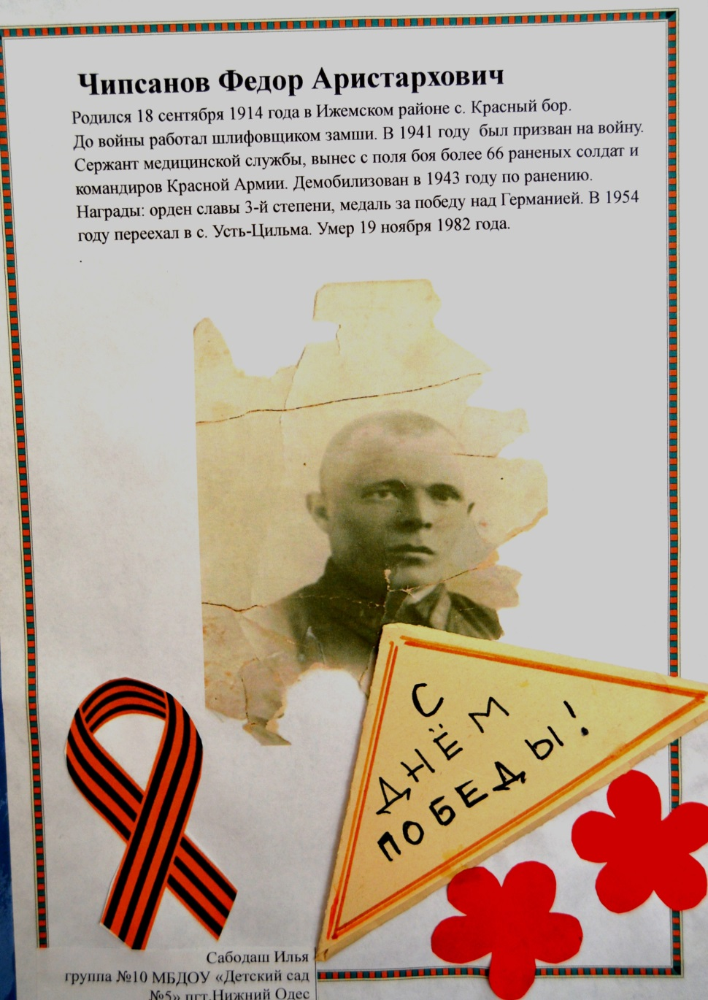 Чипсанов Федор Аристархович
Родился 18 сентября 1914 года в Ижемском районе с. Красный бор.
До войны работал шлифовщиком замши. В 1941 году был призван на войну.
Сержант медицинской службы, вынес с поля боя более 66 раненых солдат и
командиров Красной Армии. Демобилизован в 1943 году по ранению.
Награды: орден славы 3-й степени, медаль за победу над Германией. В 1954
году переехал в с. Усть-Цильма. Умер 19 ноября 1982 года.
.
С
ДНЁМ
ПОБЕДЫ!
Сабодаш Илья
группа №10 МБДОУ «Детский сад
№5» пгт.Нижний Одес